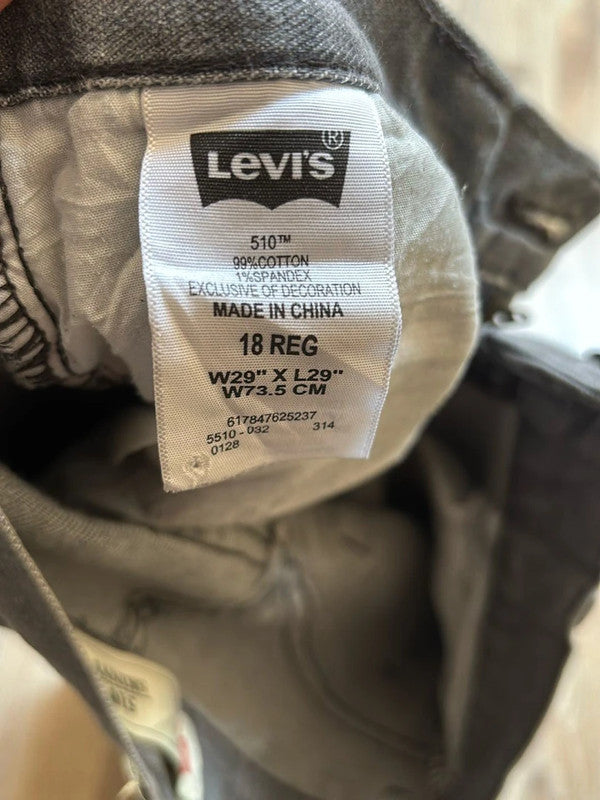 Levi's®
510™
99%COTTON
1%SPANDEX
EXCLUSIVE OF DECORATION
MADE IN CHINA
18 REG
W29" X L29"
W73.5 CM
617847625237
5510 - 032 314
0128